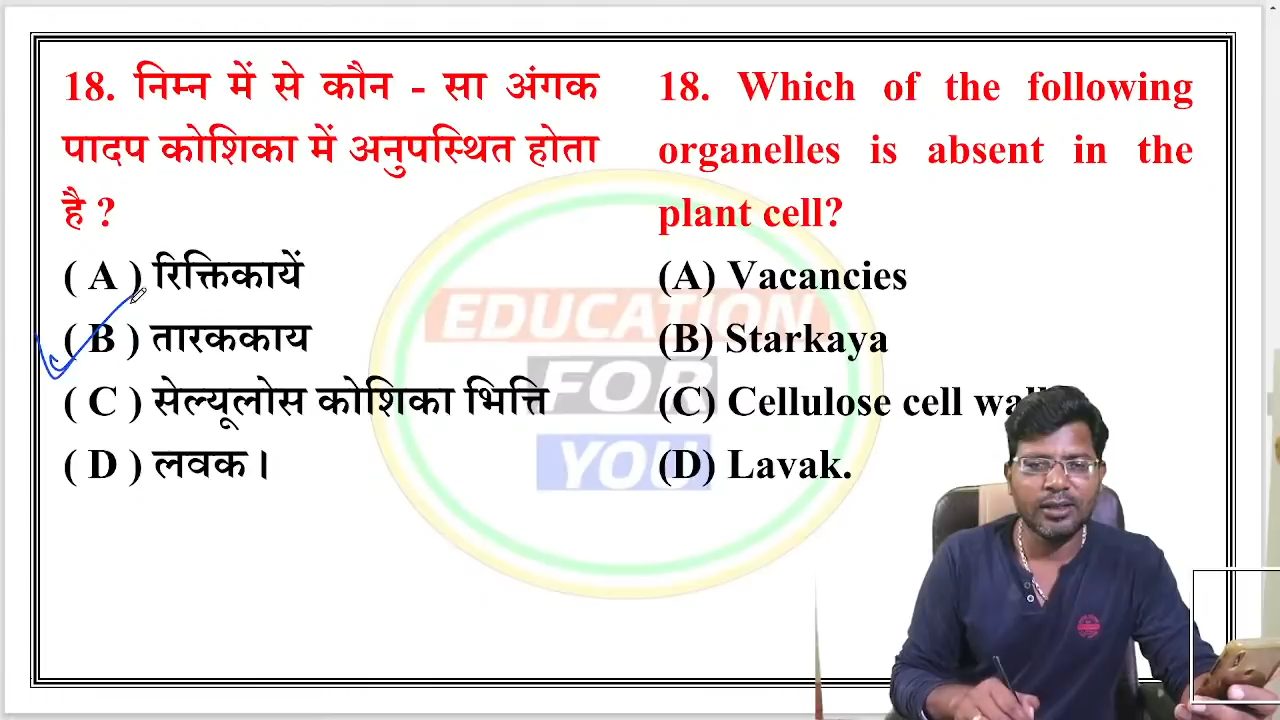 18. निम्न में से कौन - सा अंगक
पादप कोशिका में अनुपस्थित होता
है ?
( A ) रिक्तिकायें
( B ) तारककाय
( C ) सेल्यूलोस कोशिका भित्ति
( D ) लवक ।
18. Which of the following
organelles is absent in the
plant cell?
(A) Vacancies
(B) Starkaya
(C) Cellulose cell wall
(D) Lavak.
EDUCATION
FOR
YOU